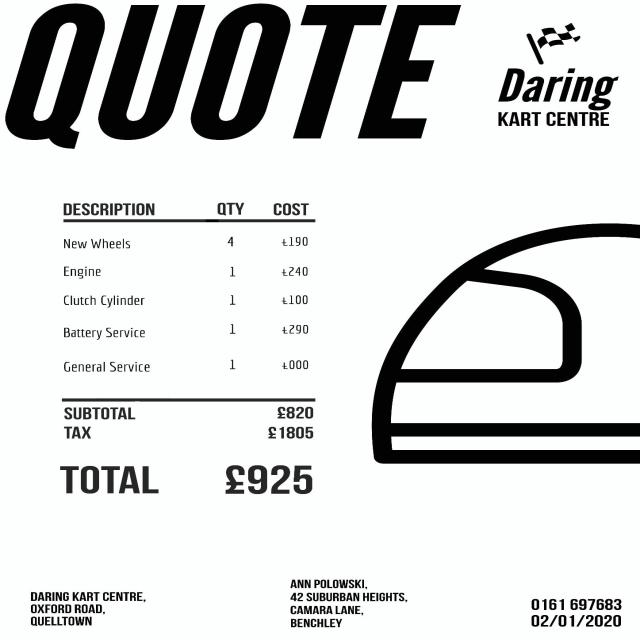 QUOTE
Daring
KART CENTRE
DESCRIPTION QTY COST
New Wheels 4 £190
Engine 1 £240
Clutch Cylinder 1 £100
Battery Service 1 £290
General Service 1 £000
SUBTOTAL £820
TAX £1805
TOTAL £925
DARING KART CENTRE,
OXFORD ROAD,
QUELLTOWN
ANN POLOWSKI,
42 SUBURBAN HEIGHTS,
CAMARA LANE,
BENCHLEY
0161 697683
02/01/2020